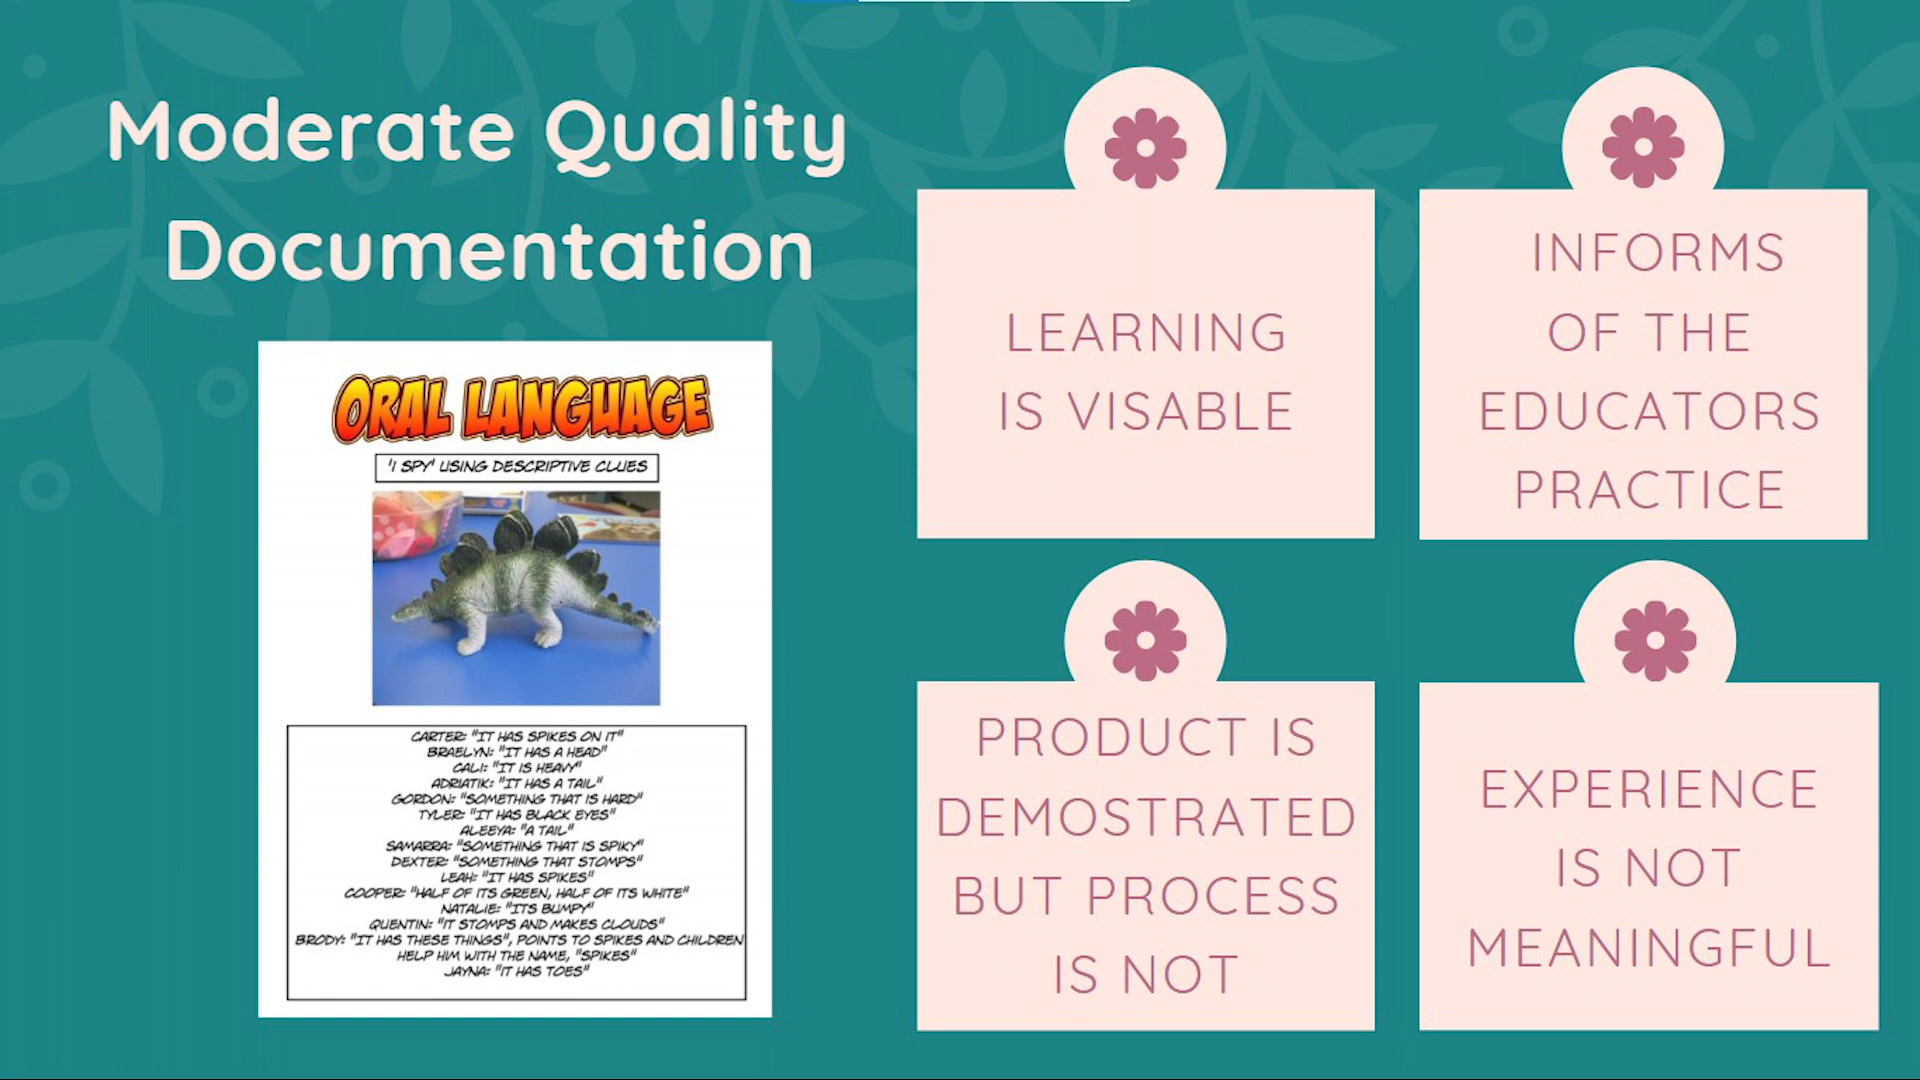 Moderate Quality
Documentation
ORAL LANGUAGE
'I SPY' USING DESCRIPTIVE CLUES
CARTER: "IT HAS SPIKES ON IT"
BRAELYN: "IT HAS A HEAD"
CALI: "IT IS HEAVY"
ADRIATIK: "IT HAS A TAIL"
GORDON: "SOMETHING THAT IS HARD"
TYLER: "IT HAS BLACK EYES"
ALEEYA: "A TAIL"
SAMARRA: "SOMETHING THAT IS SPIKY"
DEXTER: "SOMETHING THAT STOMPS"
LEAH: "IT HAS SPIKES"
COOPER: "HALF OF ITS GREEN, HALF OF ITS WHITE"
NATALIE: "ITS BUMPY"
QUENTIN: "IT STOMPS AND MAKES CLOUDS"
BRODY: "IT HAS THESE THINGS", POINTS TO SPIKES AND CHILDREN
HELP HIM WITH THE NAME, "SPIKES"
JAYNA: "IT HAS TOES"
LEARNING
IS VISABLE
INFORMS
OF THE
EDUCATORS
PRACTICE
PRODUCT IS
DEMOSTRATED
BUT PROCESS
IS NOT
EXPERIENCE
IS NOT
MEANINGFUL